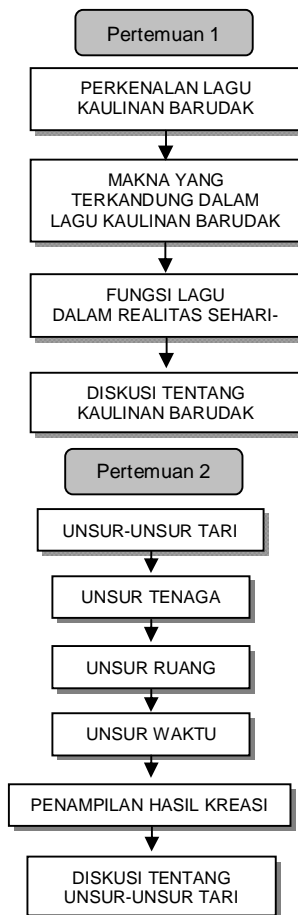 Pertemuan 1
PERKENALAN LAGU
KAULINAN BARUDAK
MAKNA YANG
TERKANDUNG DALAM
LAGU KAULINAN BARUDAK
FUNGSI LAGU
DALAM REALITAS SEHARI-
DISKUSI TENTANG
KAULINAN BARUDAK
Pertemuan 2
UNSUR-UNSUR TARI
UNSUR TENAGA
UNSUR RUANG
UNSUR WAKTU
PENAMPILAN HASIL KREASI
DISKUSI TENTANG
UNSUR-UNSUR TARI